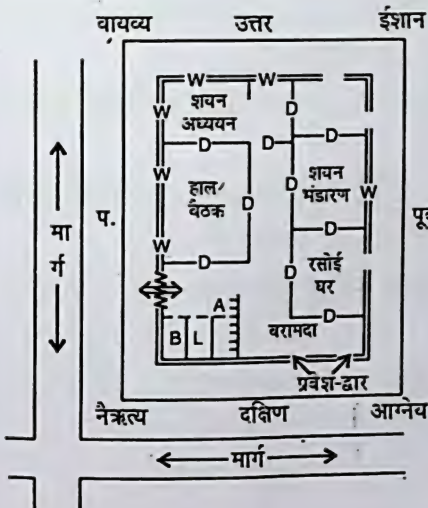 वायव्य उत्तर ईशान
W W
शयन
अध्ययन
W D
D
D D
हाल/
बैठक
शयन
मंडारण
W D D W
मार्ग
प.
पू
D
W D
रसोई
घर
D
A
B L
बरामदा
D
प्रवेश-द्वार
नैऋत्य दक्षिण आग्नेय
मार्ग